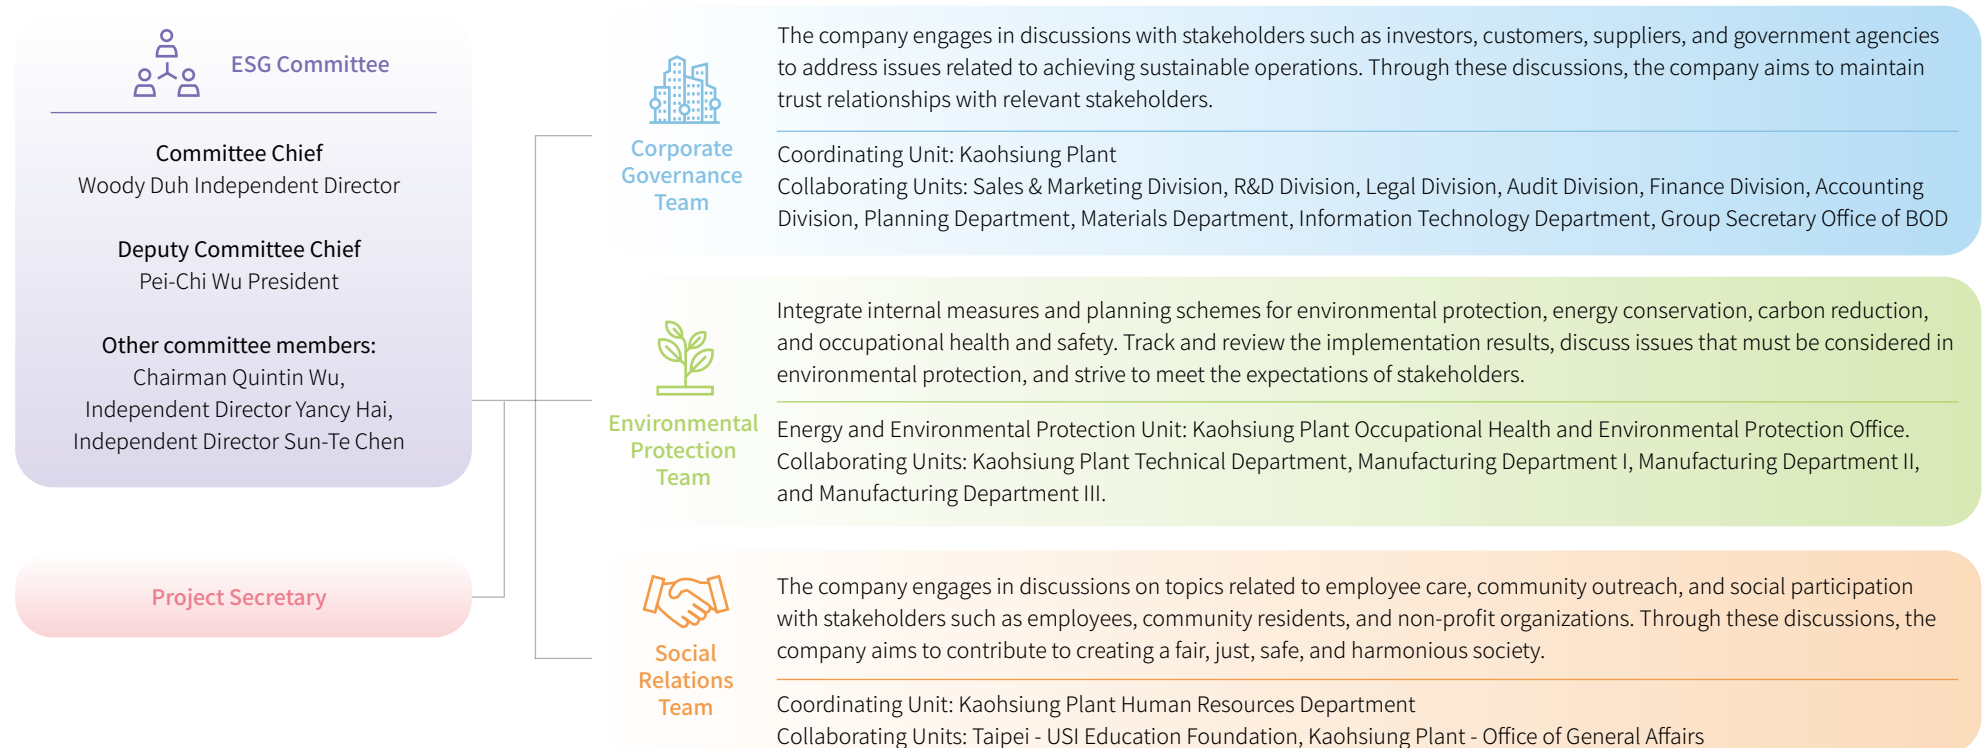 ESG Committee
Committee Chief
Woody Duh Independent Director
Deputy Committee Chief
Pei-Chi Wu President
Other committee members:
Chairman Quintin Wu,
Independent Director Yancy Hai,
Independent Director Sun-Te Chen
Project Secretary
Corporate
Governance
Team
The company engages in discussions with stakeholders such as investors, customers, suppliers, and government agencies
to address issues related to achieving sustainable operations. Through these discussions, the company aims to maintain
trust relationships with relevant stakeholders.
Coordinating Unit: Kaohsiung Plant
Collaborating Units: Sales & Marketing Division, R&D Division, Legal Division, Audit Division, Finance Division, Accounting
Division, Planning Department, Materials Department, Information Technology Department, Group Secretary Office of BOD
Environmental
Protection
Team
Integrate internal measures and planning schemes for environmental protection, energy conservation, carbon reduction,
and occupational health and safety. Track and review the implementation results, discuss issues that must be considered in
environmental protection, and strive to meet the expectations of stakeholders.
Energy and Environmental Protection Unit: Kaohsiung Plant Occupational Health and Environmental Protection Office.
Collaborating Units: Kaohsiung Plant Technical Department, Manufacturing Department I, Manufacturing Department II,
and Manufacturing Department III.
Social
Relations
Team
The company engages in discussions on topics related to employee care, community outreach, and social participation
with stakeholders such as employees, community residents, and non-profit organizations. Through these discussions, the
company aims to contribute to creating a fair, just, safe, and harmonious society.
Coordinating Unit: Kaohsiung Plant Human Resources Department
Collaborating Units: Taipei - USI Education Foundation, Kaohsiung Plant - Office of General Affairs